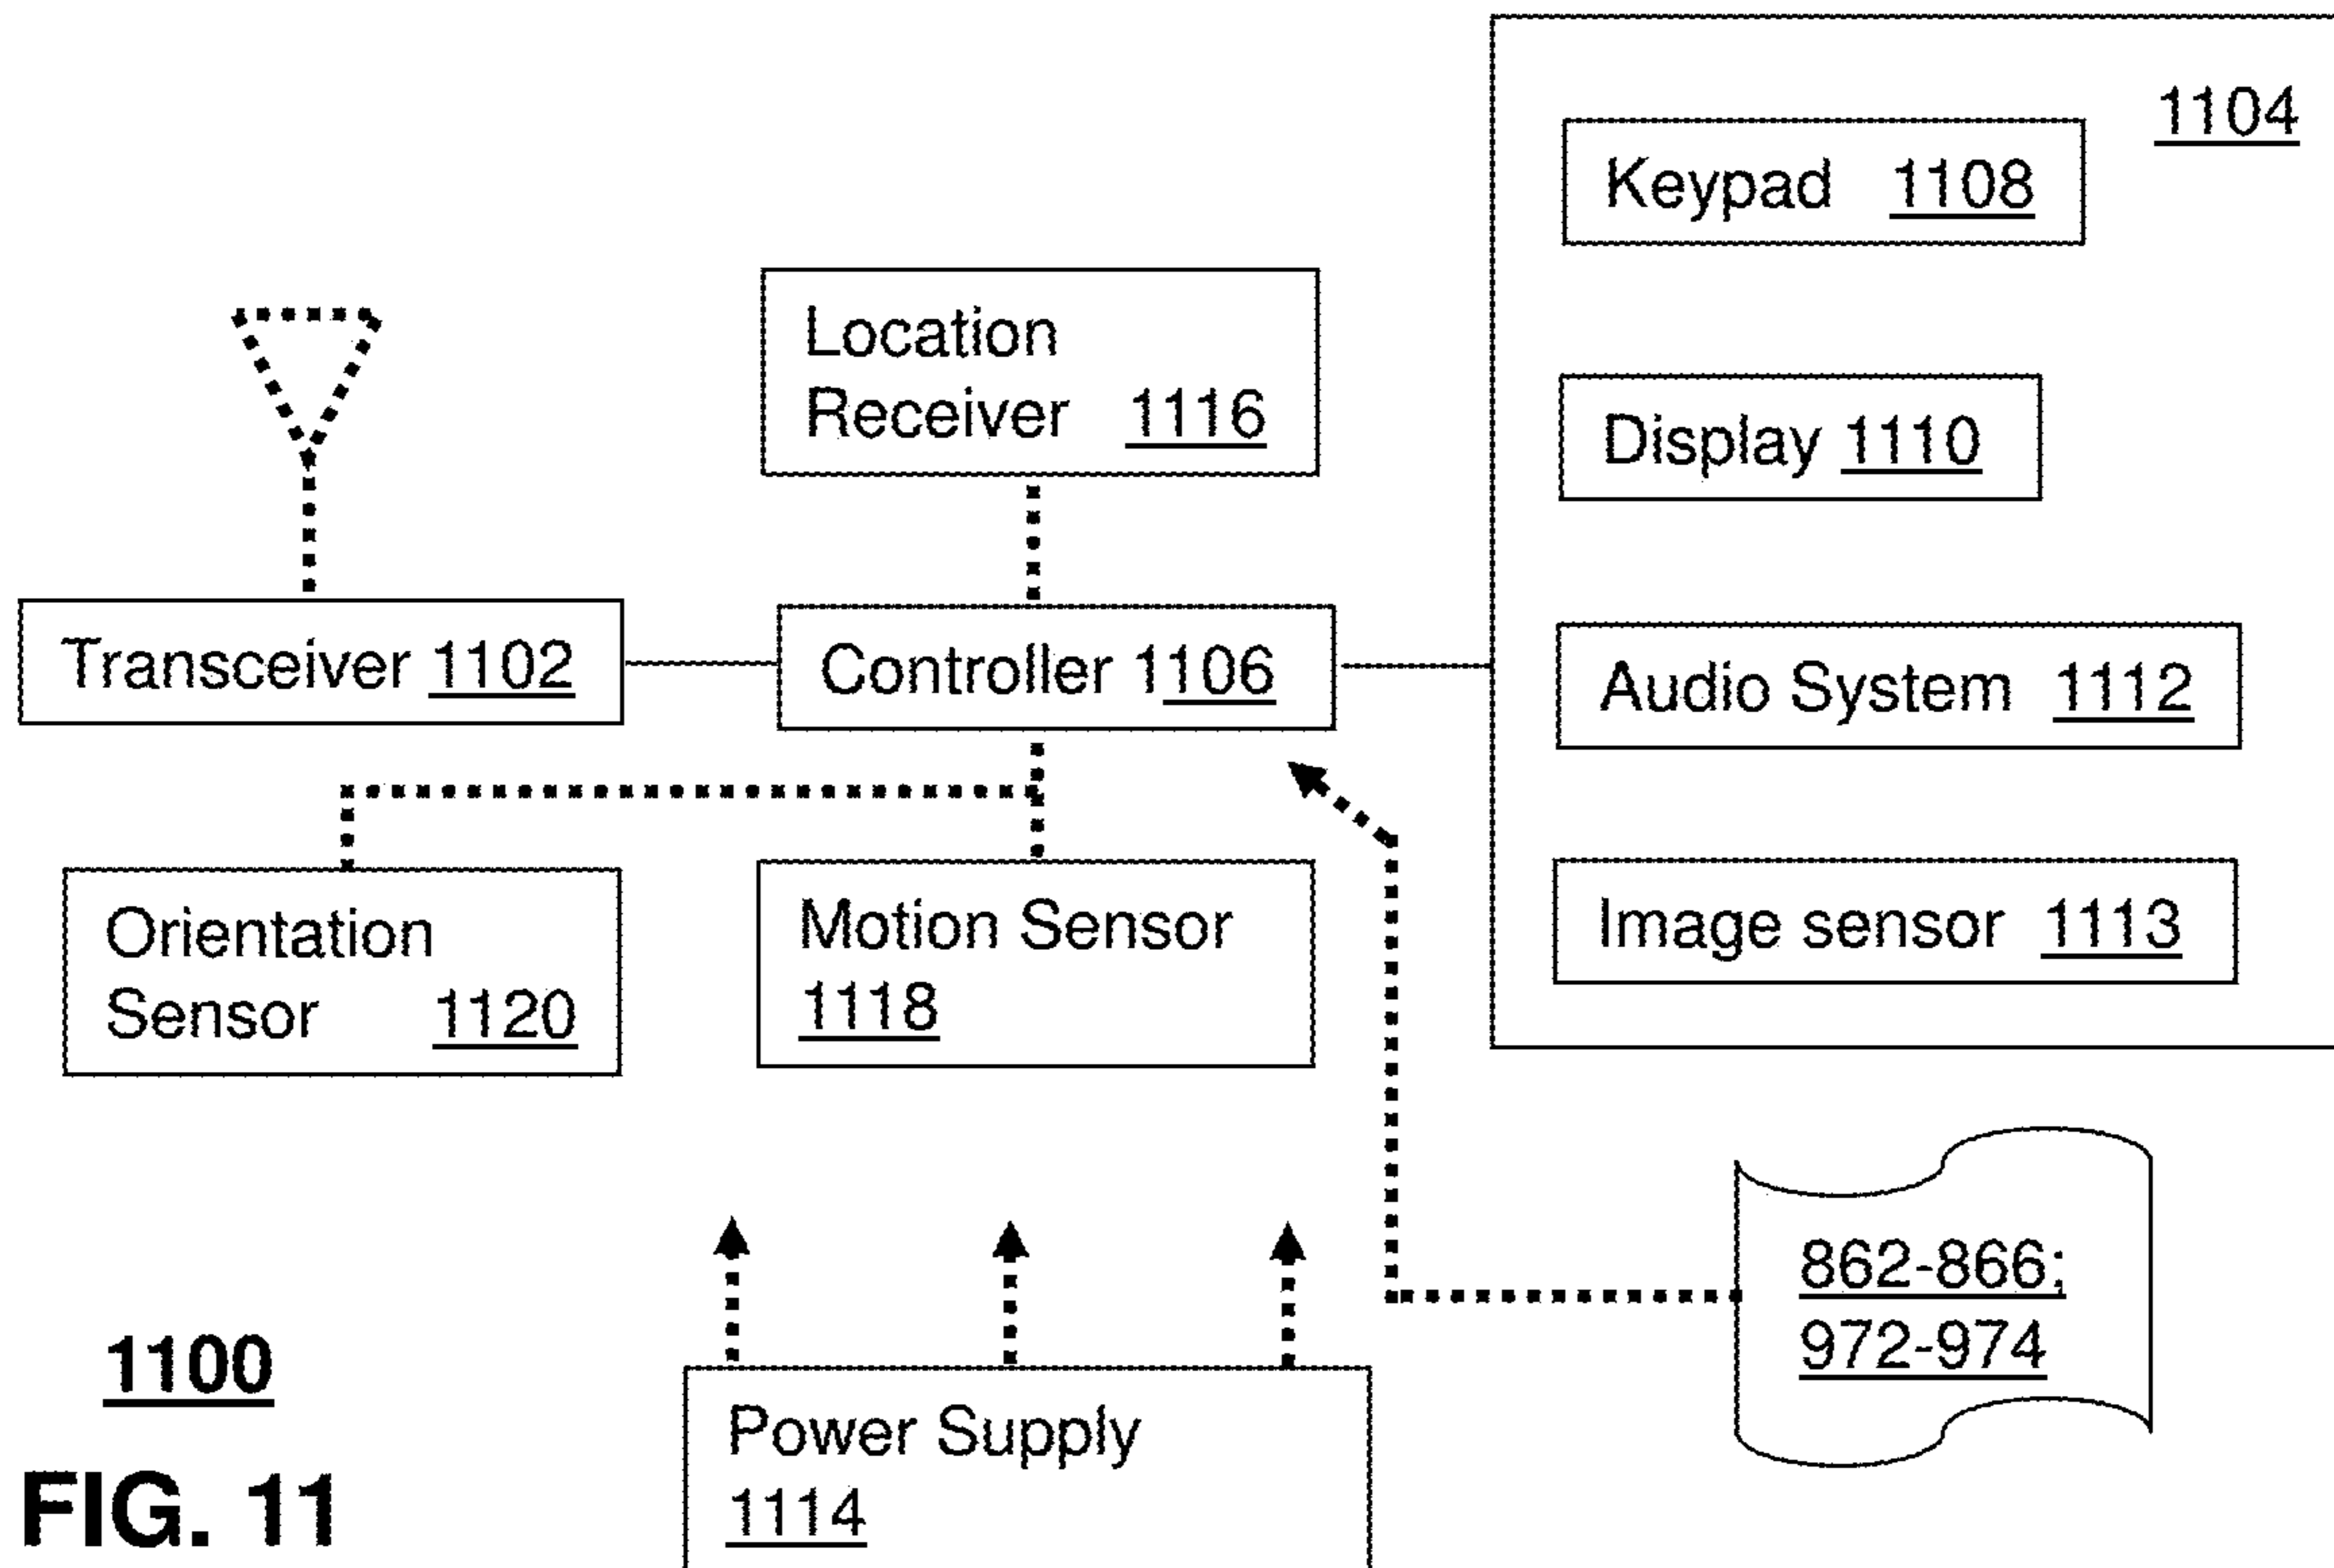 1104
Keypad 1108
Display 1110
Audio System 1112
Image sensor 1113
Location
Receiver 1116
Transceiver 1102
Controller 1106
Orientation
Sensor 1120
Motion Sensor
1118
862-866;
972-974
Power Supply
1114
1100
FIG. 11